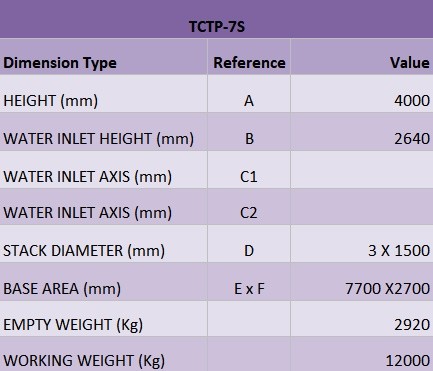 TCTP-7S
Dimension Type Reference Value
HEIGHT (mm) A 4000
WATER INLET HEIGHT (mm) B 2640
WATER INLET AXIS (mm) C1
WATER INLET AXIS (mm) C2
STACK DIAMETER (mm) D 3 X 1500
BASE AREA (mm) E x F 7700 X2700
EMPTY WEIGHT (Kg) 2920
WORKING WEIGHT (Kg) 12000